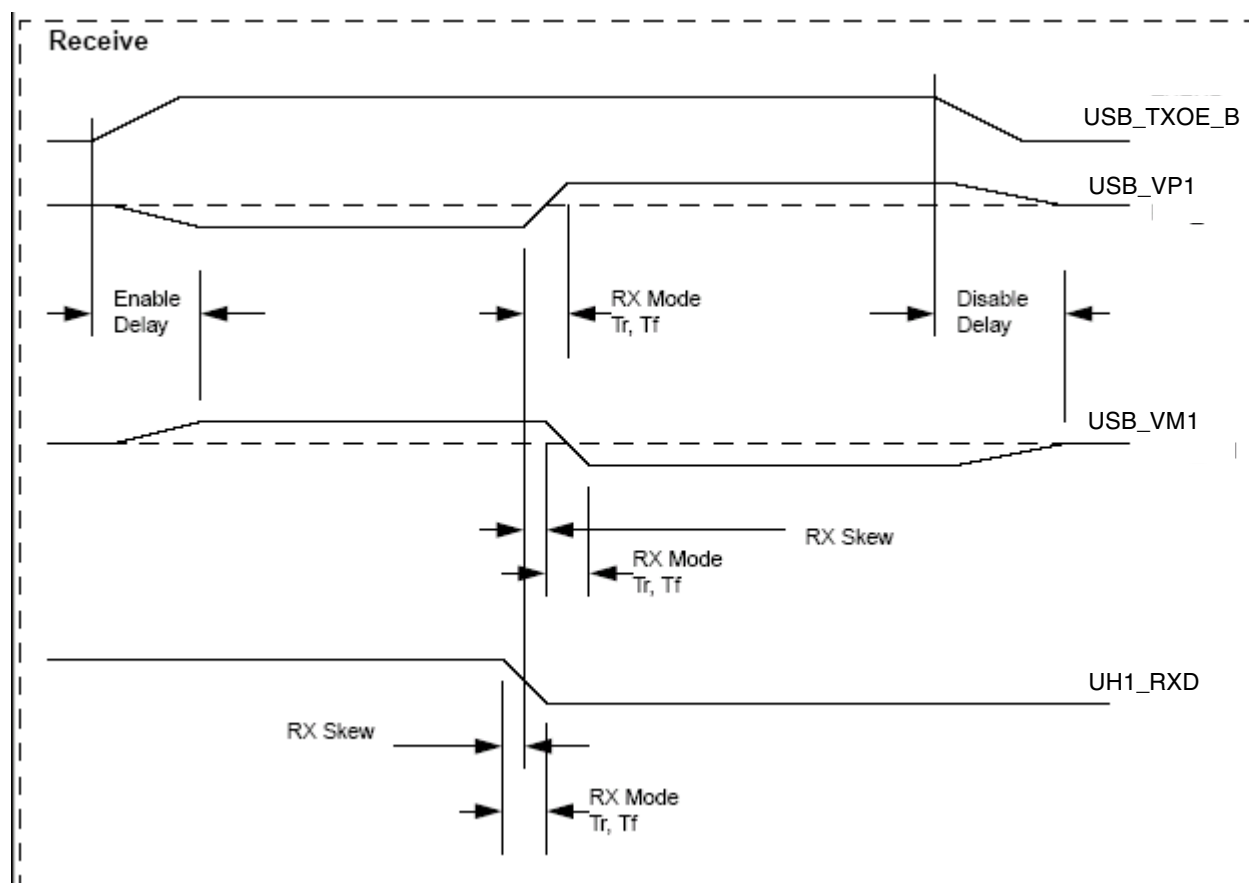 Receive
USB_TXOE_B
USB_VP1
Enable
Delay
RX Mode
Tr, Tf
Disable
Delay
USB_VM1
RX Skew
RX Mode
Tr, Tf
UH1_RXD
RX Skew
RX Mode
Tr, Tf